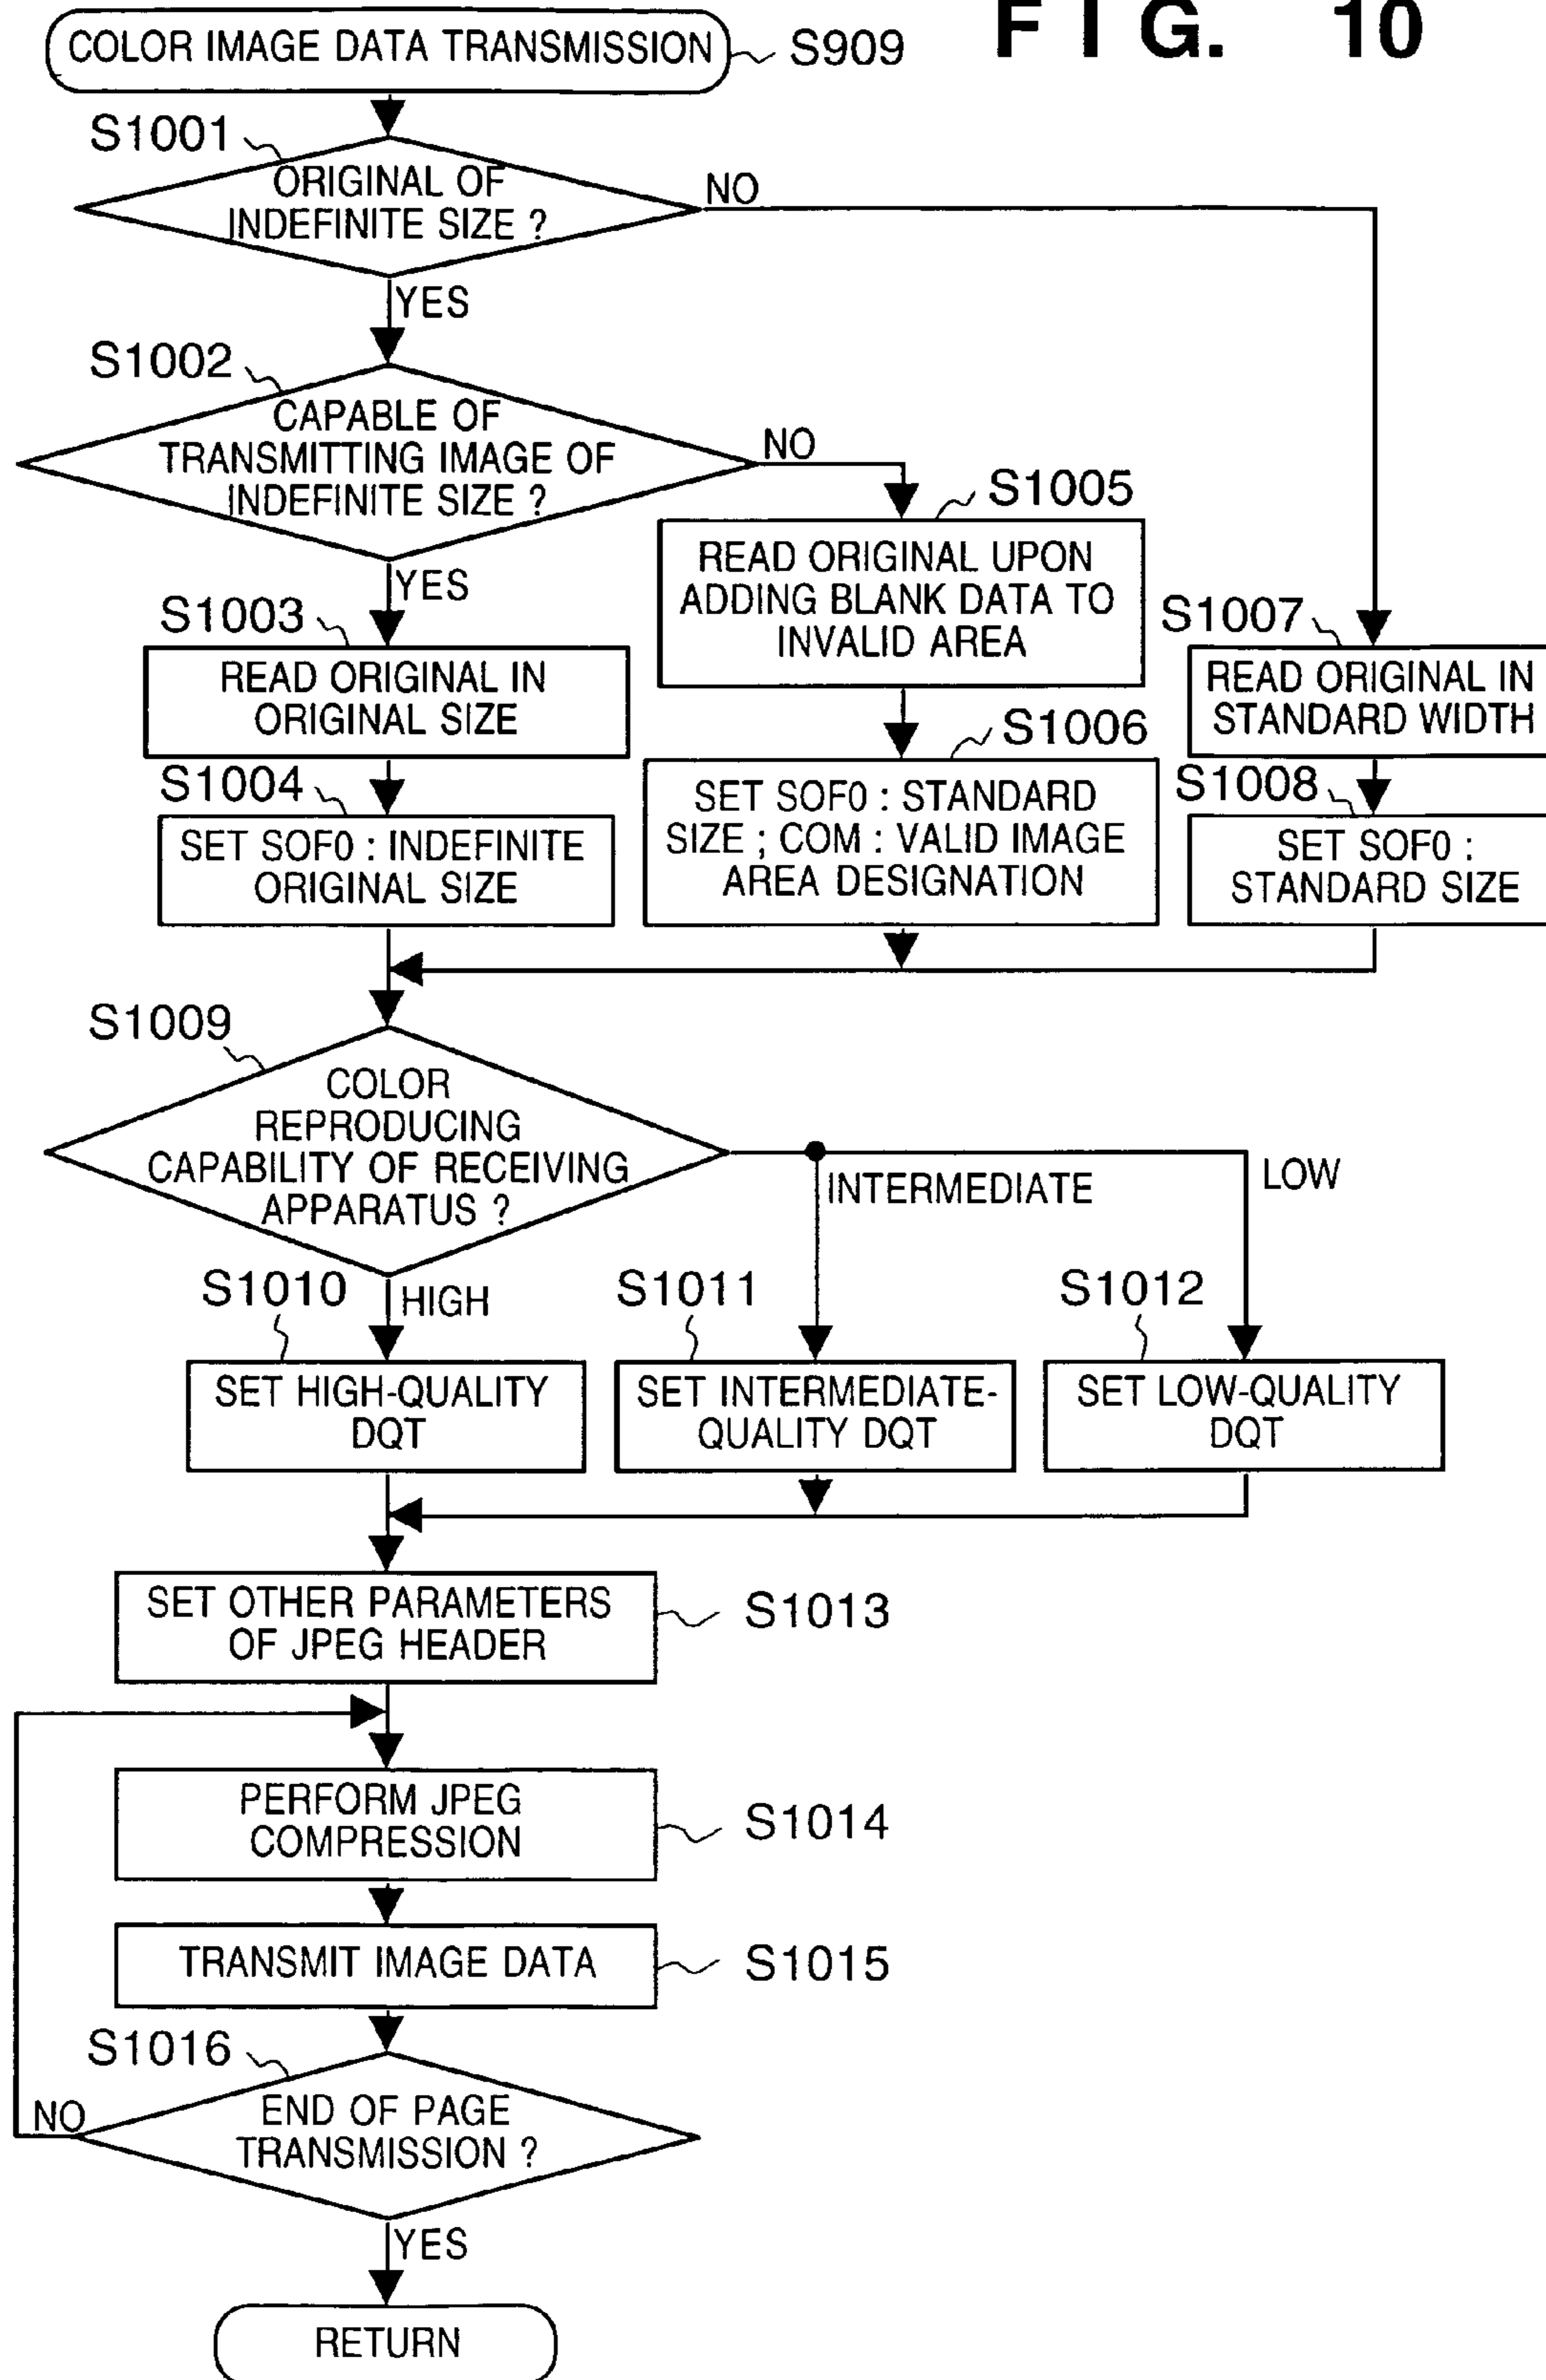 FIG. 10
COLOR IMAGE DATA TRANSMISSION
S909
S1001
ORIGINAL OF
INDEFINITE SIZE ?
NO
YES
S1002
CAPABLE OF
TRANSMITTING IMAGE OF
INDEFINITE SIZE ?
NO
YES
S1003
READ ORIGINAL IN
ORIGINAL SIZE
S1004
SET SOF0 : INDEFINITE
ORIGINAL SIZE
S1005
READ ORIGINAL UPON
ADDING BLANK DATA TO
INVALID AREA
S1006
SET SOF0 : STANDARD
SIZE ; COM : VALID IMAGE
AREA DESIGNATION
S1007
READ ORIGINAL IN
STANDARD WIDTH
S1008
SET SOF0 :
STANDARD SIZE
S1009
COLOR
REPRODUCING
CAPABILITY OF RECEIVING
APPARATUS ?
INTERMEDIATE
LOW
HIGH
S1010
SET HIGH-QUALITY
DQT
S1011
SET INTERMEDIATE-
QUALITY DQT
S1012
SET LOW-QUALITY
DQT
SET OTHER PARAMETERS
OF JPEG HEADER
S1013
PERFORM JPEG
COMPRESSION
S1014
TRANSMIT IMAGE DATA
S1015
S1016
END OF PAGE
TRANSMISSION ?
NO
YES
RETURN